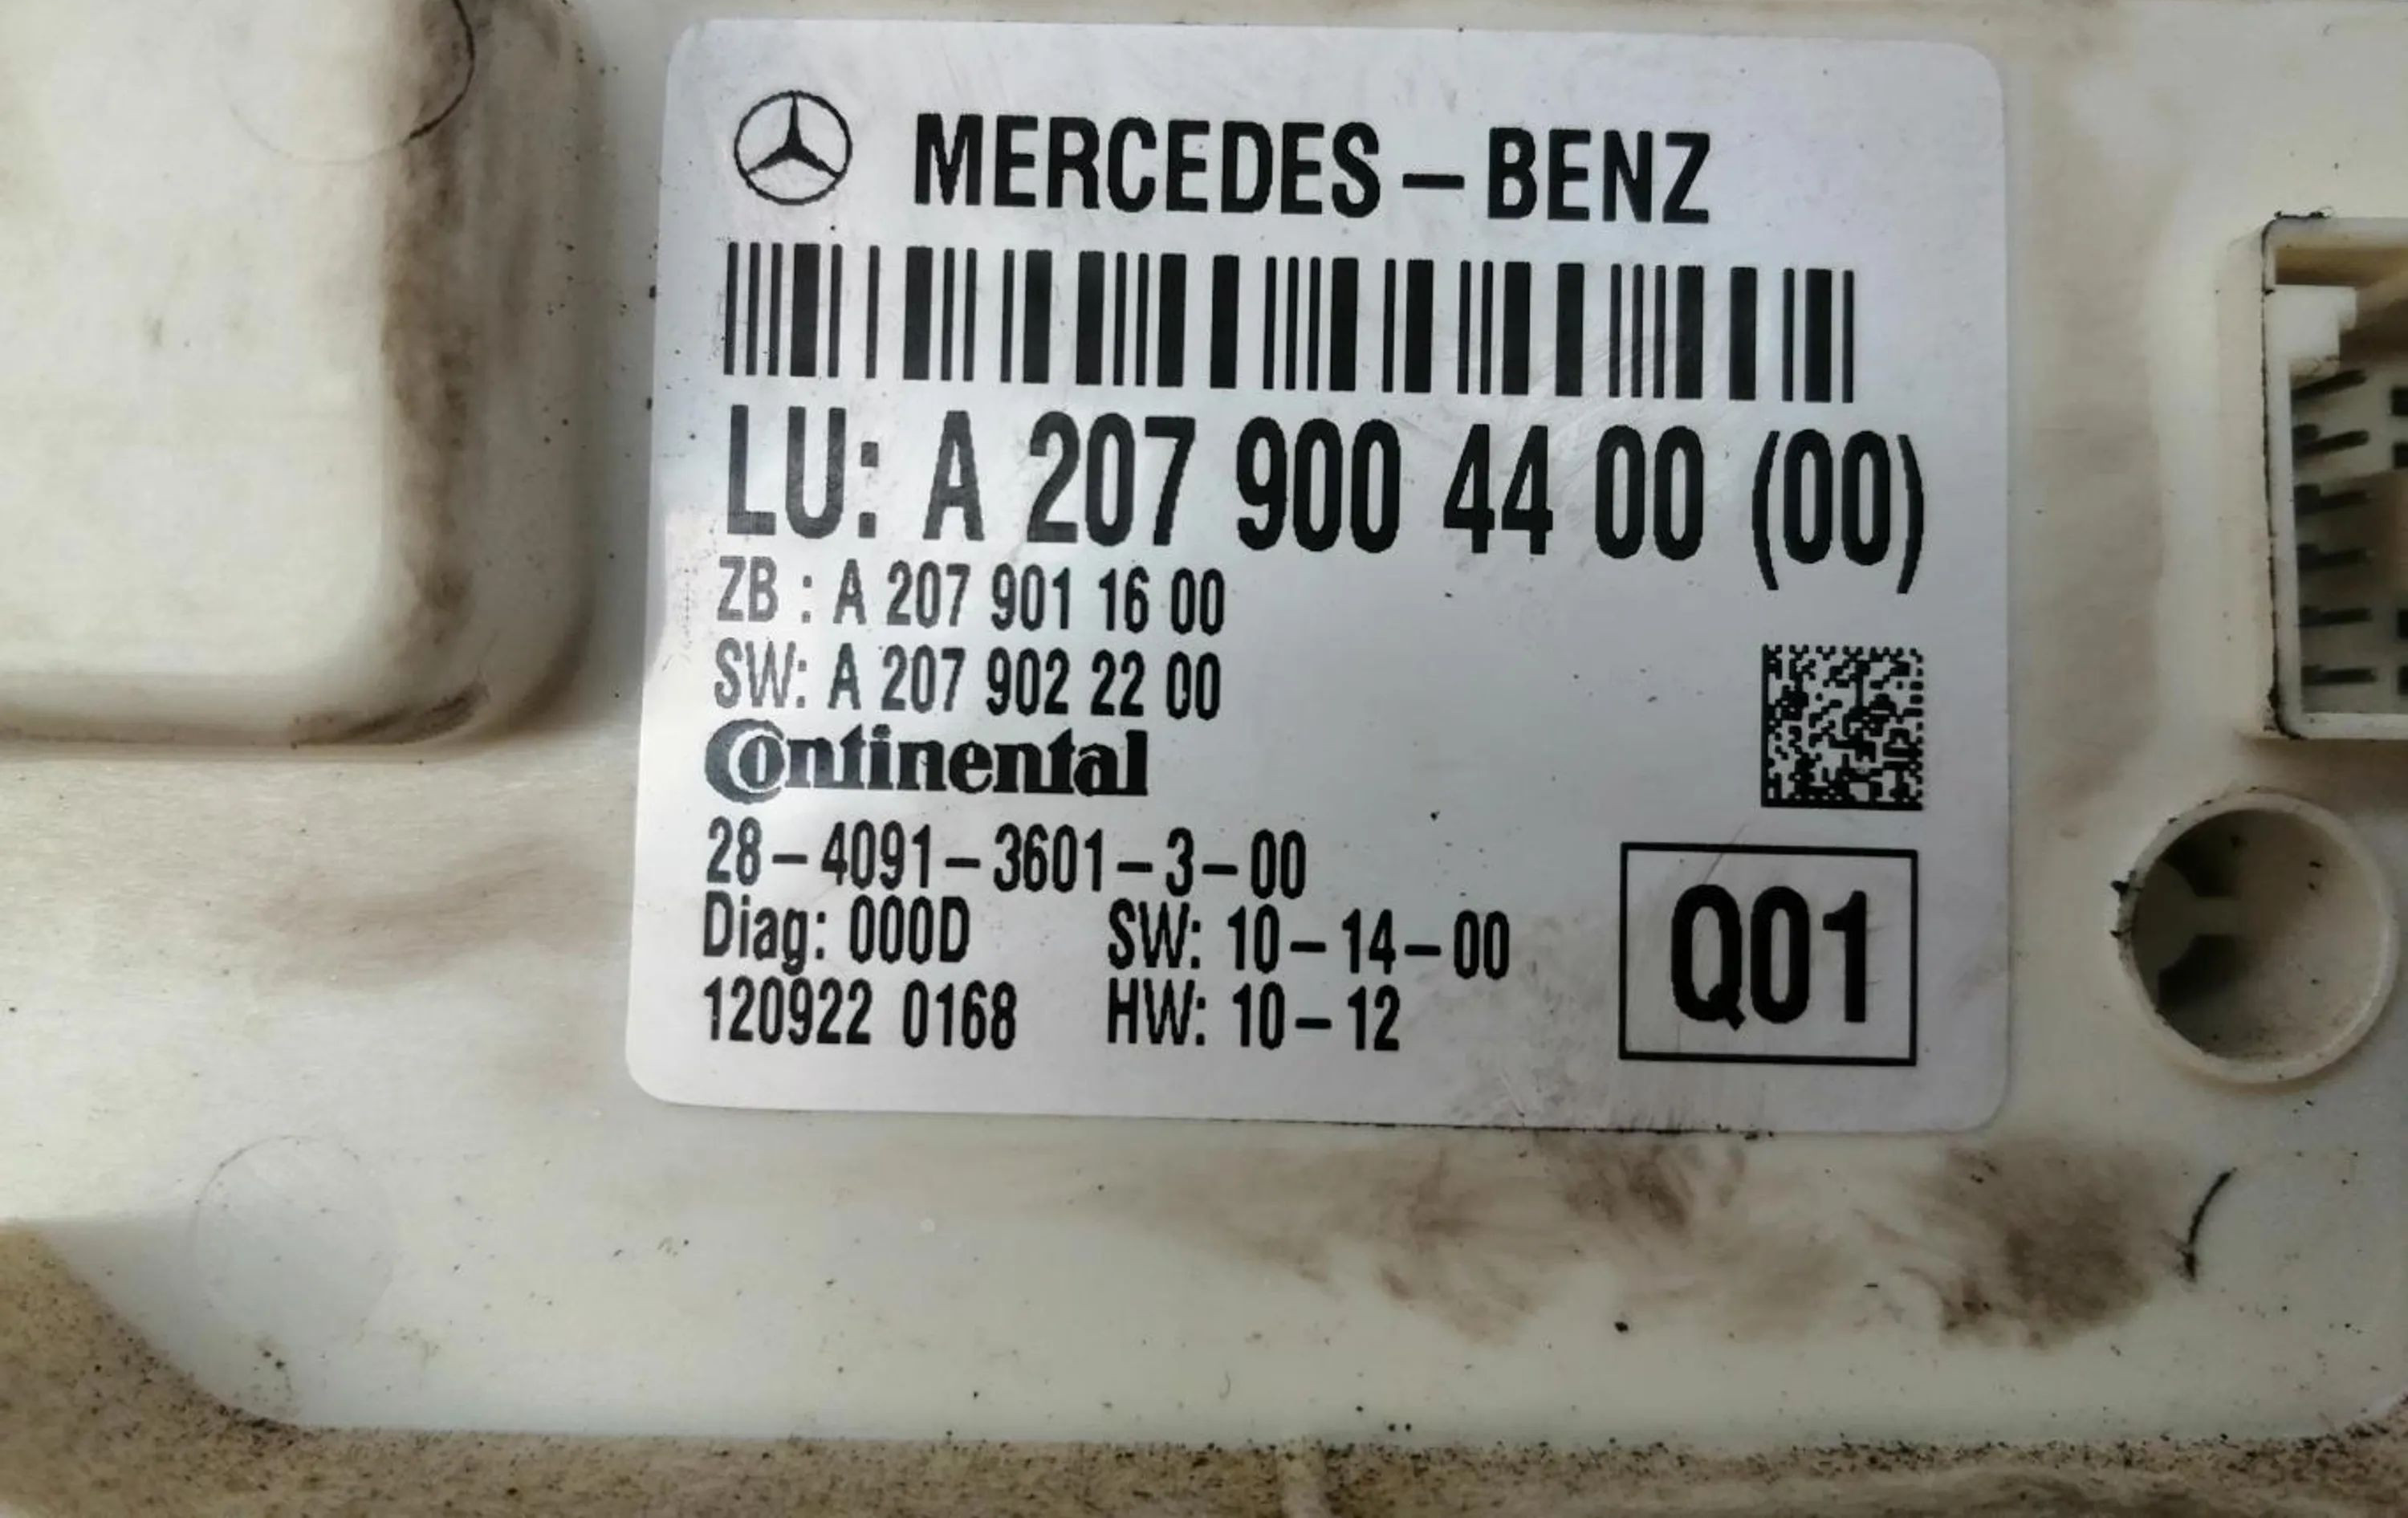 MERCEDES-BENZ
LU: A 207 900 44 00 (00)
ZB : A 207 901 16 00
SW: A 207 902 22 00
Continental
28-4091-3601-3-00
Diag: 000D SW: 10-14-00
120922 0168 HW: 10-12
Q01